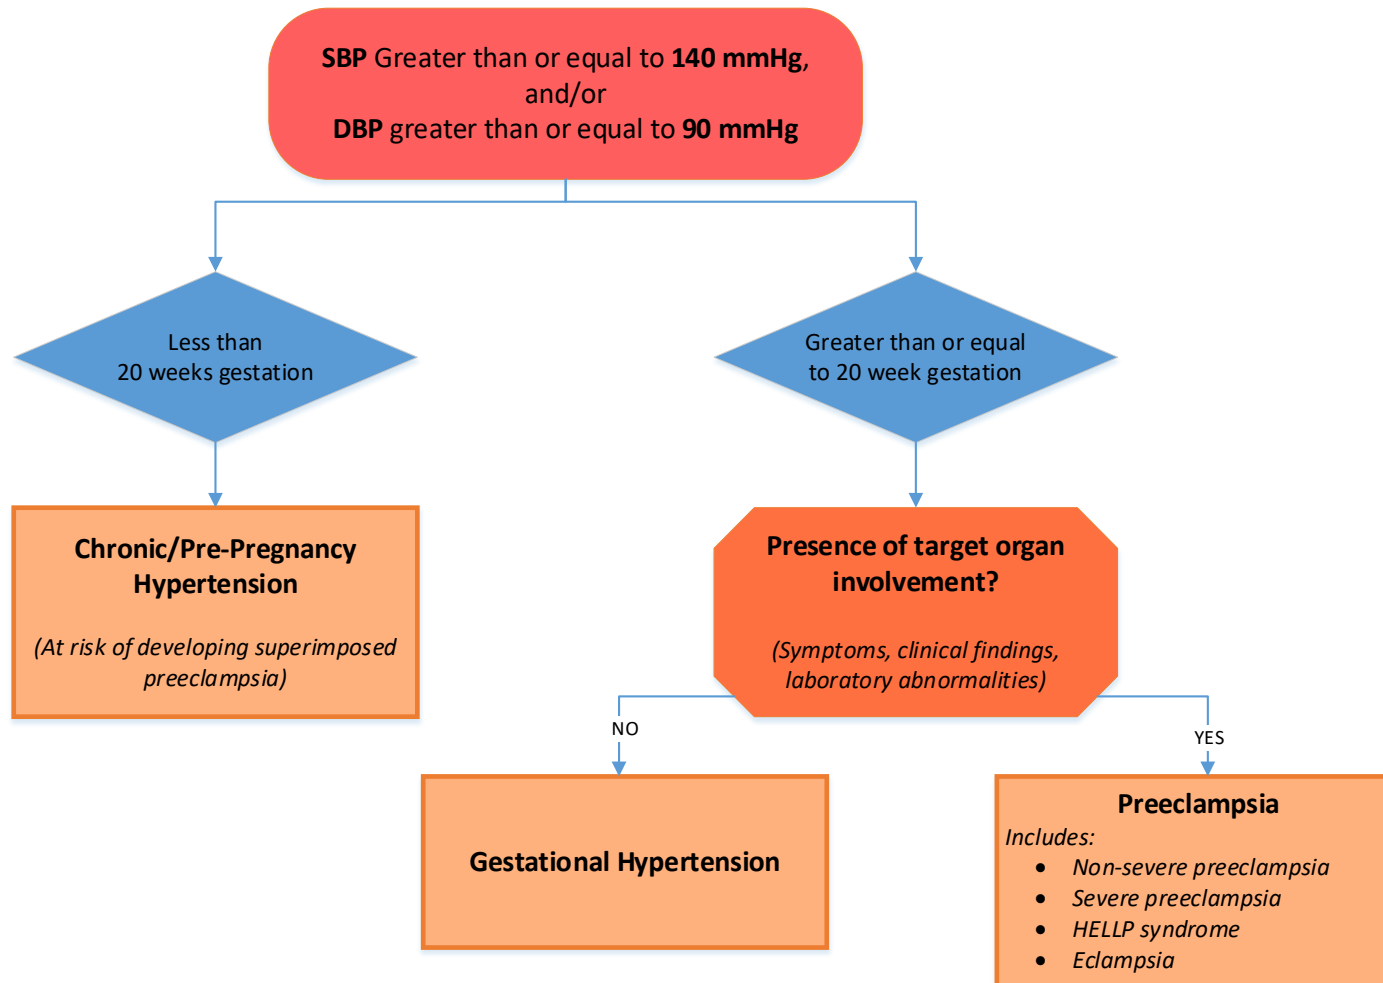 SBP Greater than or equal to 140 mmHg,
and/or
DBP greater than or equal to 90 mmHg
Less than
20 weeks gestation
Greater than or equal
to 20 week gestation
Chronic/Pre-Pregnancy
Hypertension
(At risk of developing superimposed
preeclampsia)
Presence of target organ
involvement?
(Symptoms, clinical findings,
laboratory abnormalities)
NO
YES
Gestational Hypertension
Preeclampsia
Includes:
• Non-severe preeclampsia
• Severe preeclampsia
• HELLP syndrome
• Eclampsia